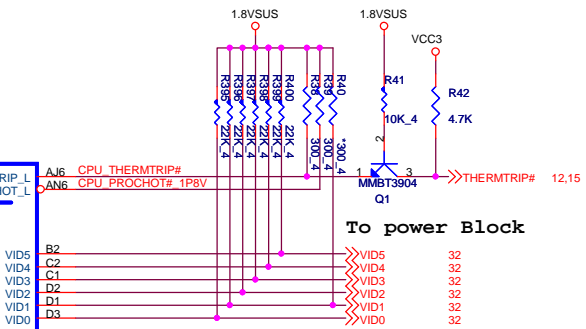 1.8VSUS
1.8VSUS
VCC3
R395
R396
R397
R398
R399
R400
R38
R39
R40
22K_4
22K_4
22K_4
22K_4
22K_4
22K_4
300_4
300_4
*300_4
R41
10K_4
R42
4.7K
2
1
3
MMBT3904
Q1
RIP_L
AJ6
CPU_THERMTRIP#
HOT_L
AN6
CPU_PROCHOT#_1P8V
THERMTRIP# 12,15
To power Block
VID5 B2 VID5 32
VID4 C2 VID4 32
VID3 C1 VID3 32
VID2 D2 VID2 32
VID1 D1 VID1 32
VID0 D3 VID0 32